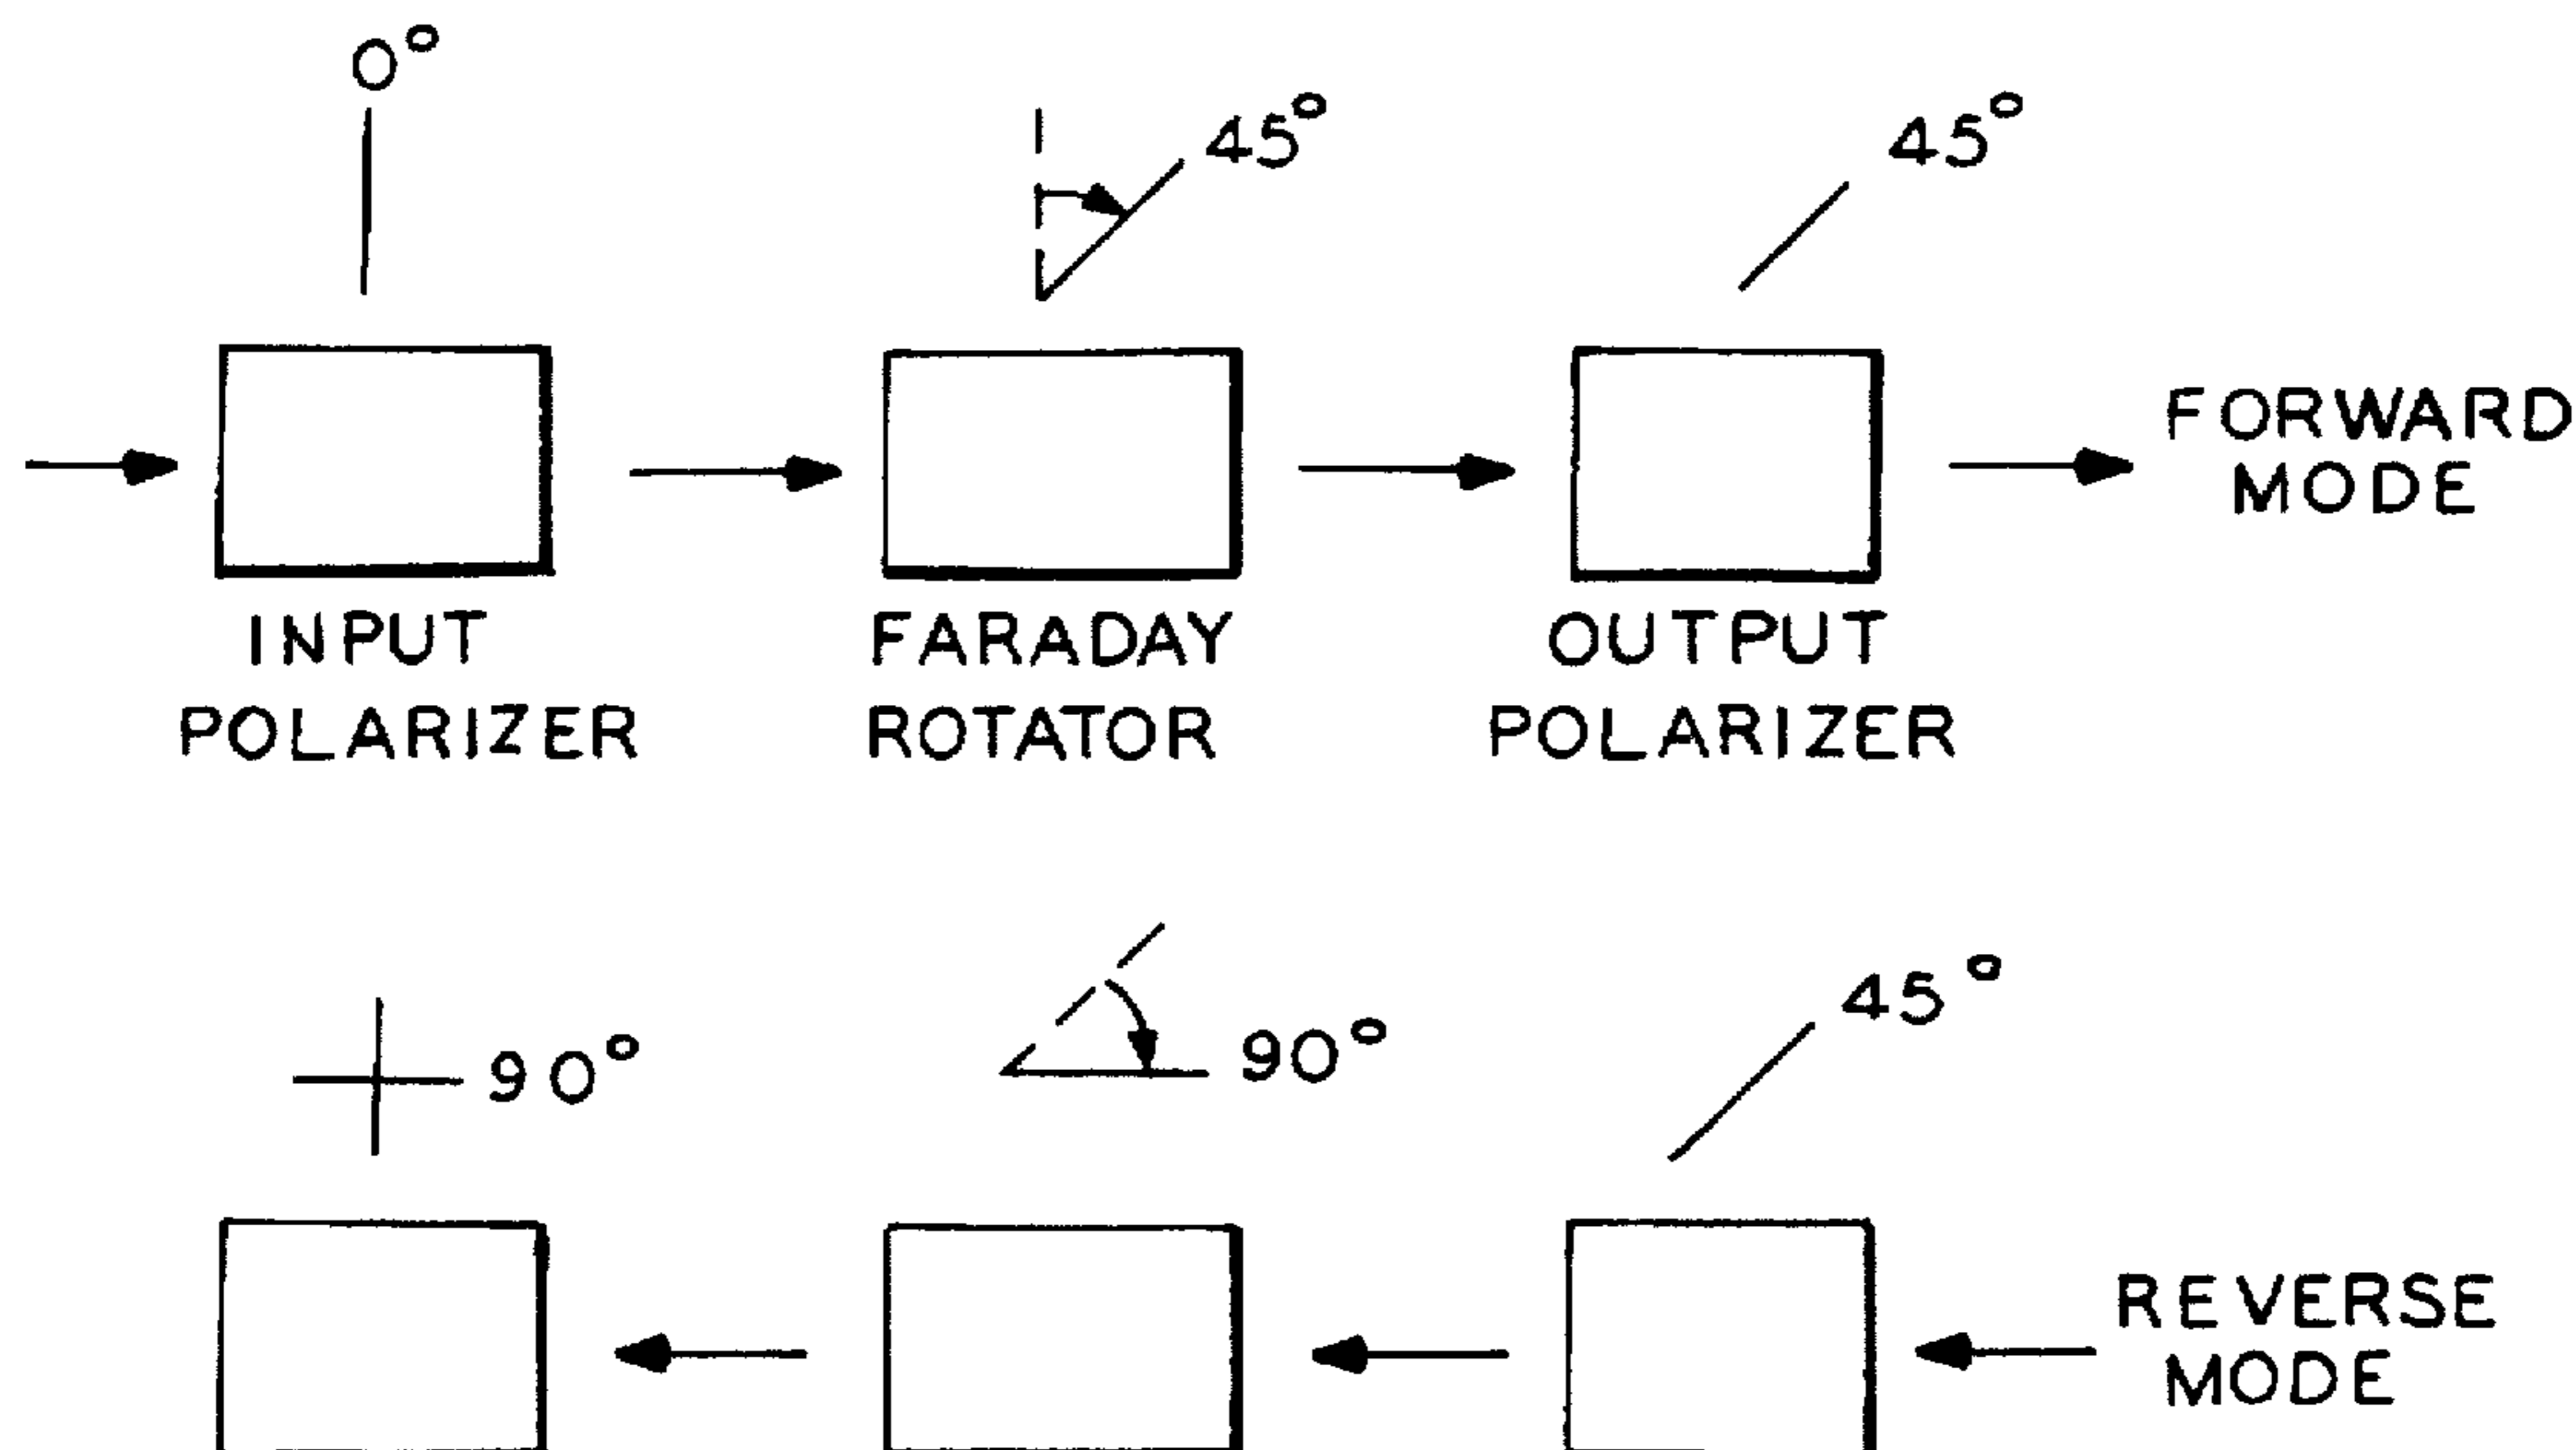 0°
45°
45°
FORWARD
MODE
INPUT
POLARIZER
FARADAY
ROTATOR
OUTPUT
POLARIZER
90°
90°
45°
REVERSE
MODE